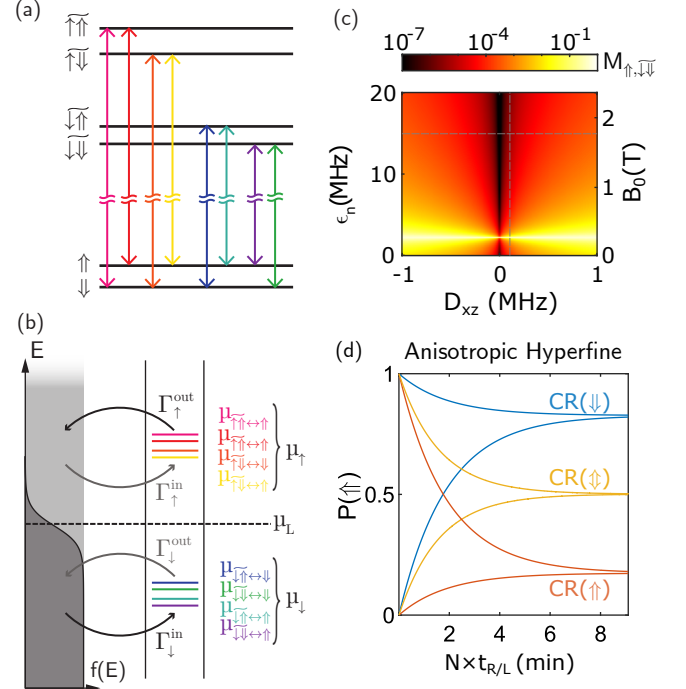 (a)
↑⇑
↑⇓
↓⇑
↓⇓
⇑
⇓
(b)
E
Γ↑^out
Γ↑^in
μ↑⇑↔⇓
μ↑⇑↔⇑
μ↑⇓↔⇓
μ↑⇓↔⇑
μ↑
μL
Γ↓^out
Γ↓^in
μ↓⇑↔⇓
μ↓⇓↔⇓
μ↓⇑↔⇑
μ↓⇓↔⇑
μ↓
f(E)
(c)
10^-7 10^-4 10^-1 M⇑,↓⇓
20
10
0
ϵn(MHz)
2
1
0
B0(T)
-1 0 1
Dxz (MHz)
(d) Anisotropic Hyperfine
1
0.5
0
P(⇑)
CR(⇓)
CR(⇕)
CR(⇑)
2 4 6 8
N×tR/L (min)